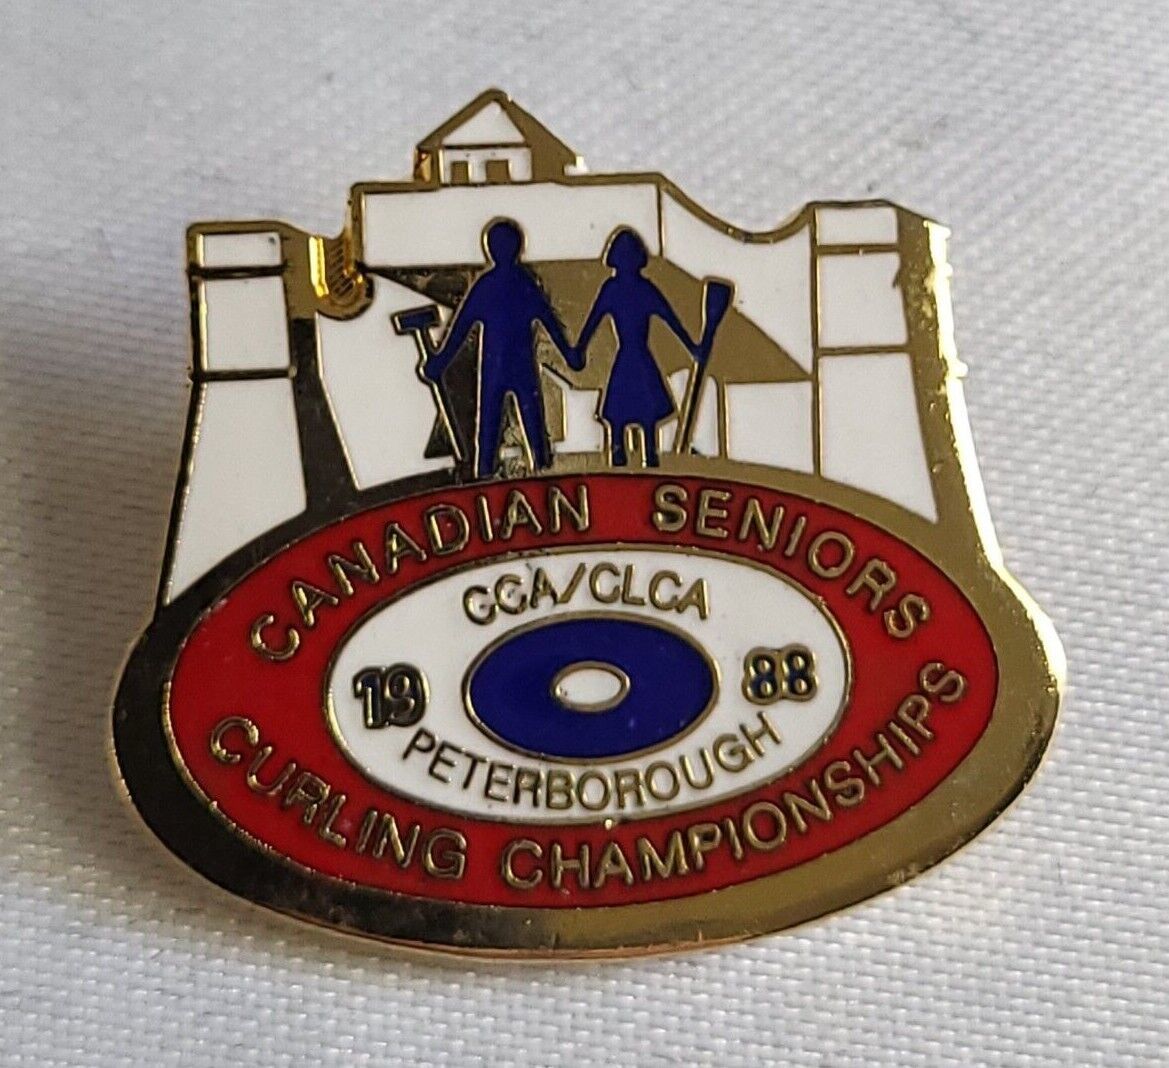 CANADIAN SENIORS
CCA/CLCA
19 88
PETERBOROUGH
CURLING CHAMPIONSHIPS